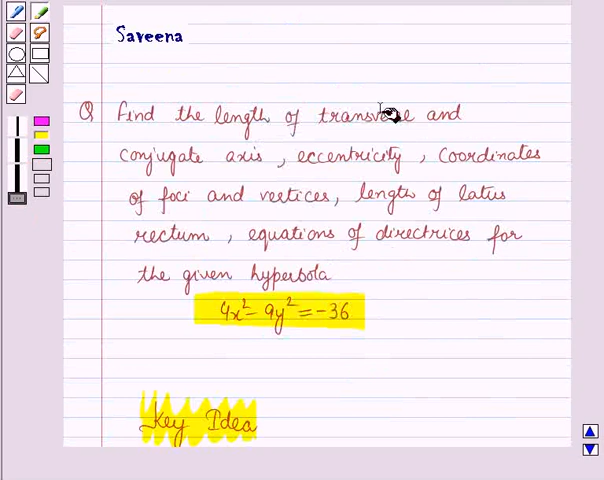 Saveena
Q Find the length of transverse and
conjugate axis, eccentricity, coordinates
of foci and vertices, length of latus
rectum, equations of directrices for
the given hyperbola
4x² - 9y² = -36
Key Idea